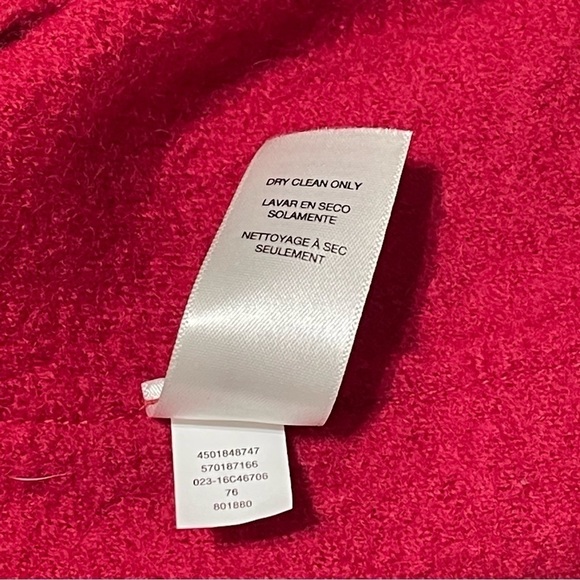 DRY CLEAN ONLY
LAVAR EN SECO
SOLAMENTE
NETTOYAGE À SEC
SEULEMENT
4501848747
570187166
023-16C46706
76
801880